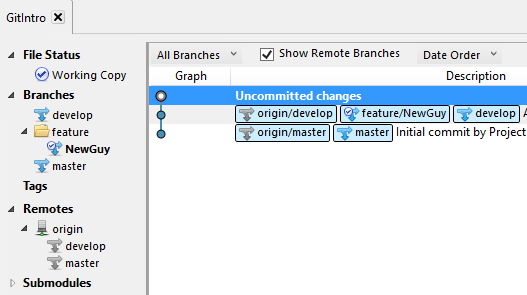 GitIntro
File Status
Working Copy
Branches
develop
feature
NewGuy
master
Tags
Remotes
origin
develop
master
Submodules
All Branches Show Remote Branches Date Order
Graph Description
Uncommitted changes
origin/develop feature/NewGuy develop
origin/master master Initial commit by Project